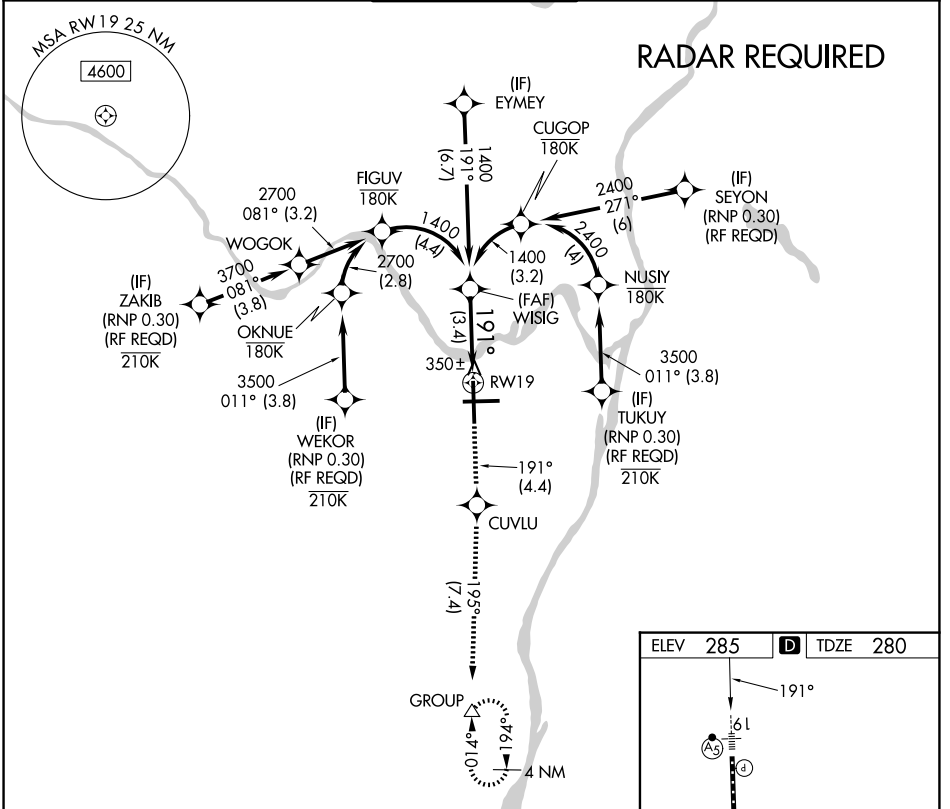 MSA RW19 25 NM
4600
RADAR REQUIRED
(IF)
EYMEY
1400
191°
(6.7)
CUGOP
180K
FIGUV
180K
2700
081° (3.2)
1400
(4.4)
2400
271°
(6)
(IF)
SEYON
(RNP 0.30)
(RF REQD)
WOGOK
3700
081°
(3.8)
2700
(2.8)
1400
(3.2)
2400
(4)
NUSIY
180K
(IF)
ZAKIB
(RNP 0.30)
(RF REQD)
210K
OKNUE
180K
(FAF)
WISIG
191°
(3.4)
350±
RW19
3500
011° (3.8)
3500
011° (3.8)
(IF)
WEKOR
(RNP 0.30)
(RF REQD)
210K
(IF)
TUKUY
(RNP 0.30)
(RF REQD)
210K
191°
(4.4)
CUVLU
195°
(7.4)
GROUP
014°
194°
4 NM
ELEV 285 D TDZE 280
191°
19
A5
P